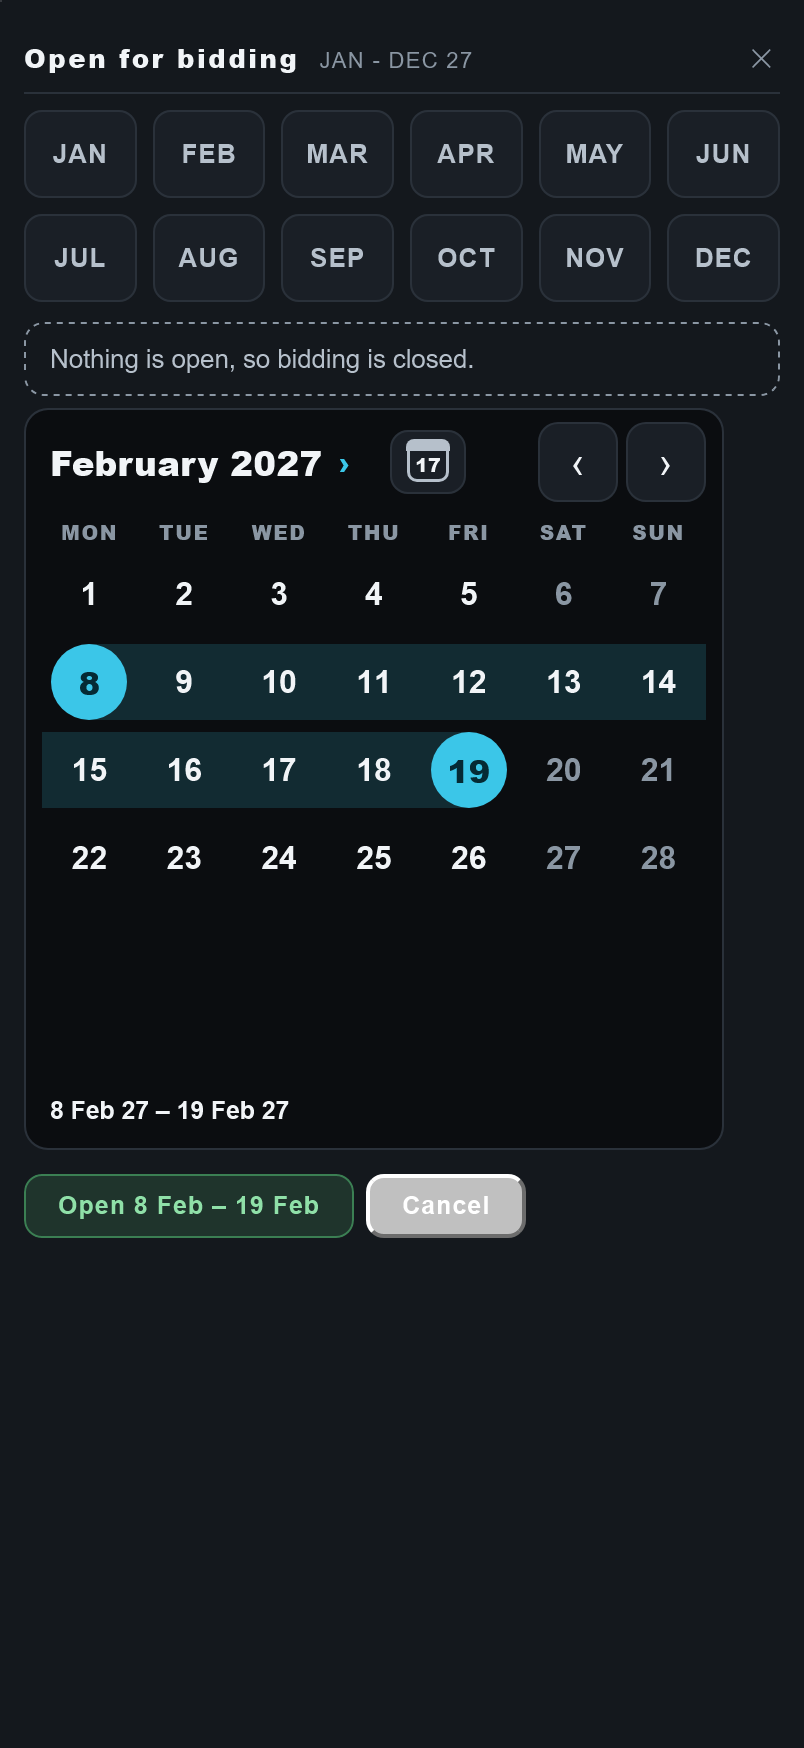 Open for bidding JAN - DEC 27
JAN FEB MAR APR MAY JUN
JUL AUG SEP OCT NOV DEC
Nothing is open, so bidding is closed.
February 2027 › 17 ‹ ›
MON TUE WED THU FRI SAT SUN
1 2 3 4 5 6 7
8 9 10 11 12 13 14
15 16 17 18 19 20 21
22 23 24 25 26 27 28
8 Feb 27 – 19 Feb 27
Open 8 Feb – 19 Feb Cancel